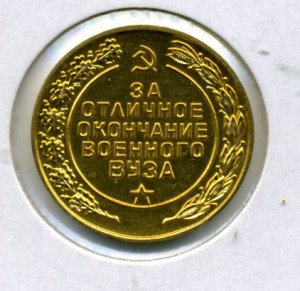 ЗА
ОТЛИЧНОЕ
ОКОНЧАНИЕ
ВОЕННОГО
ВУЗА